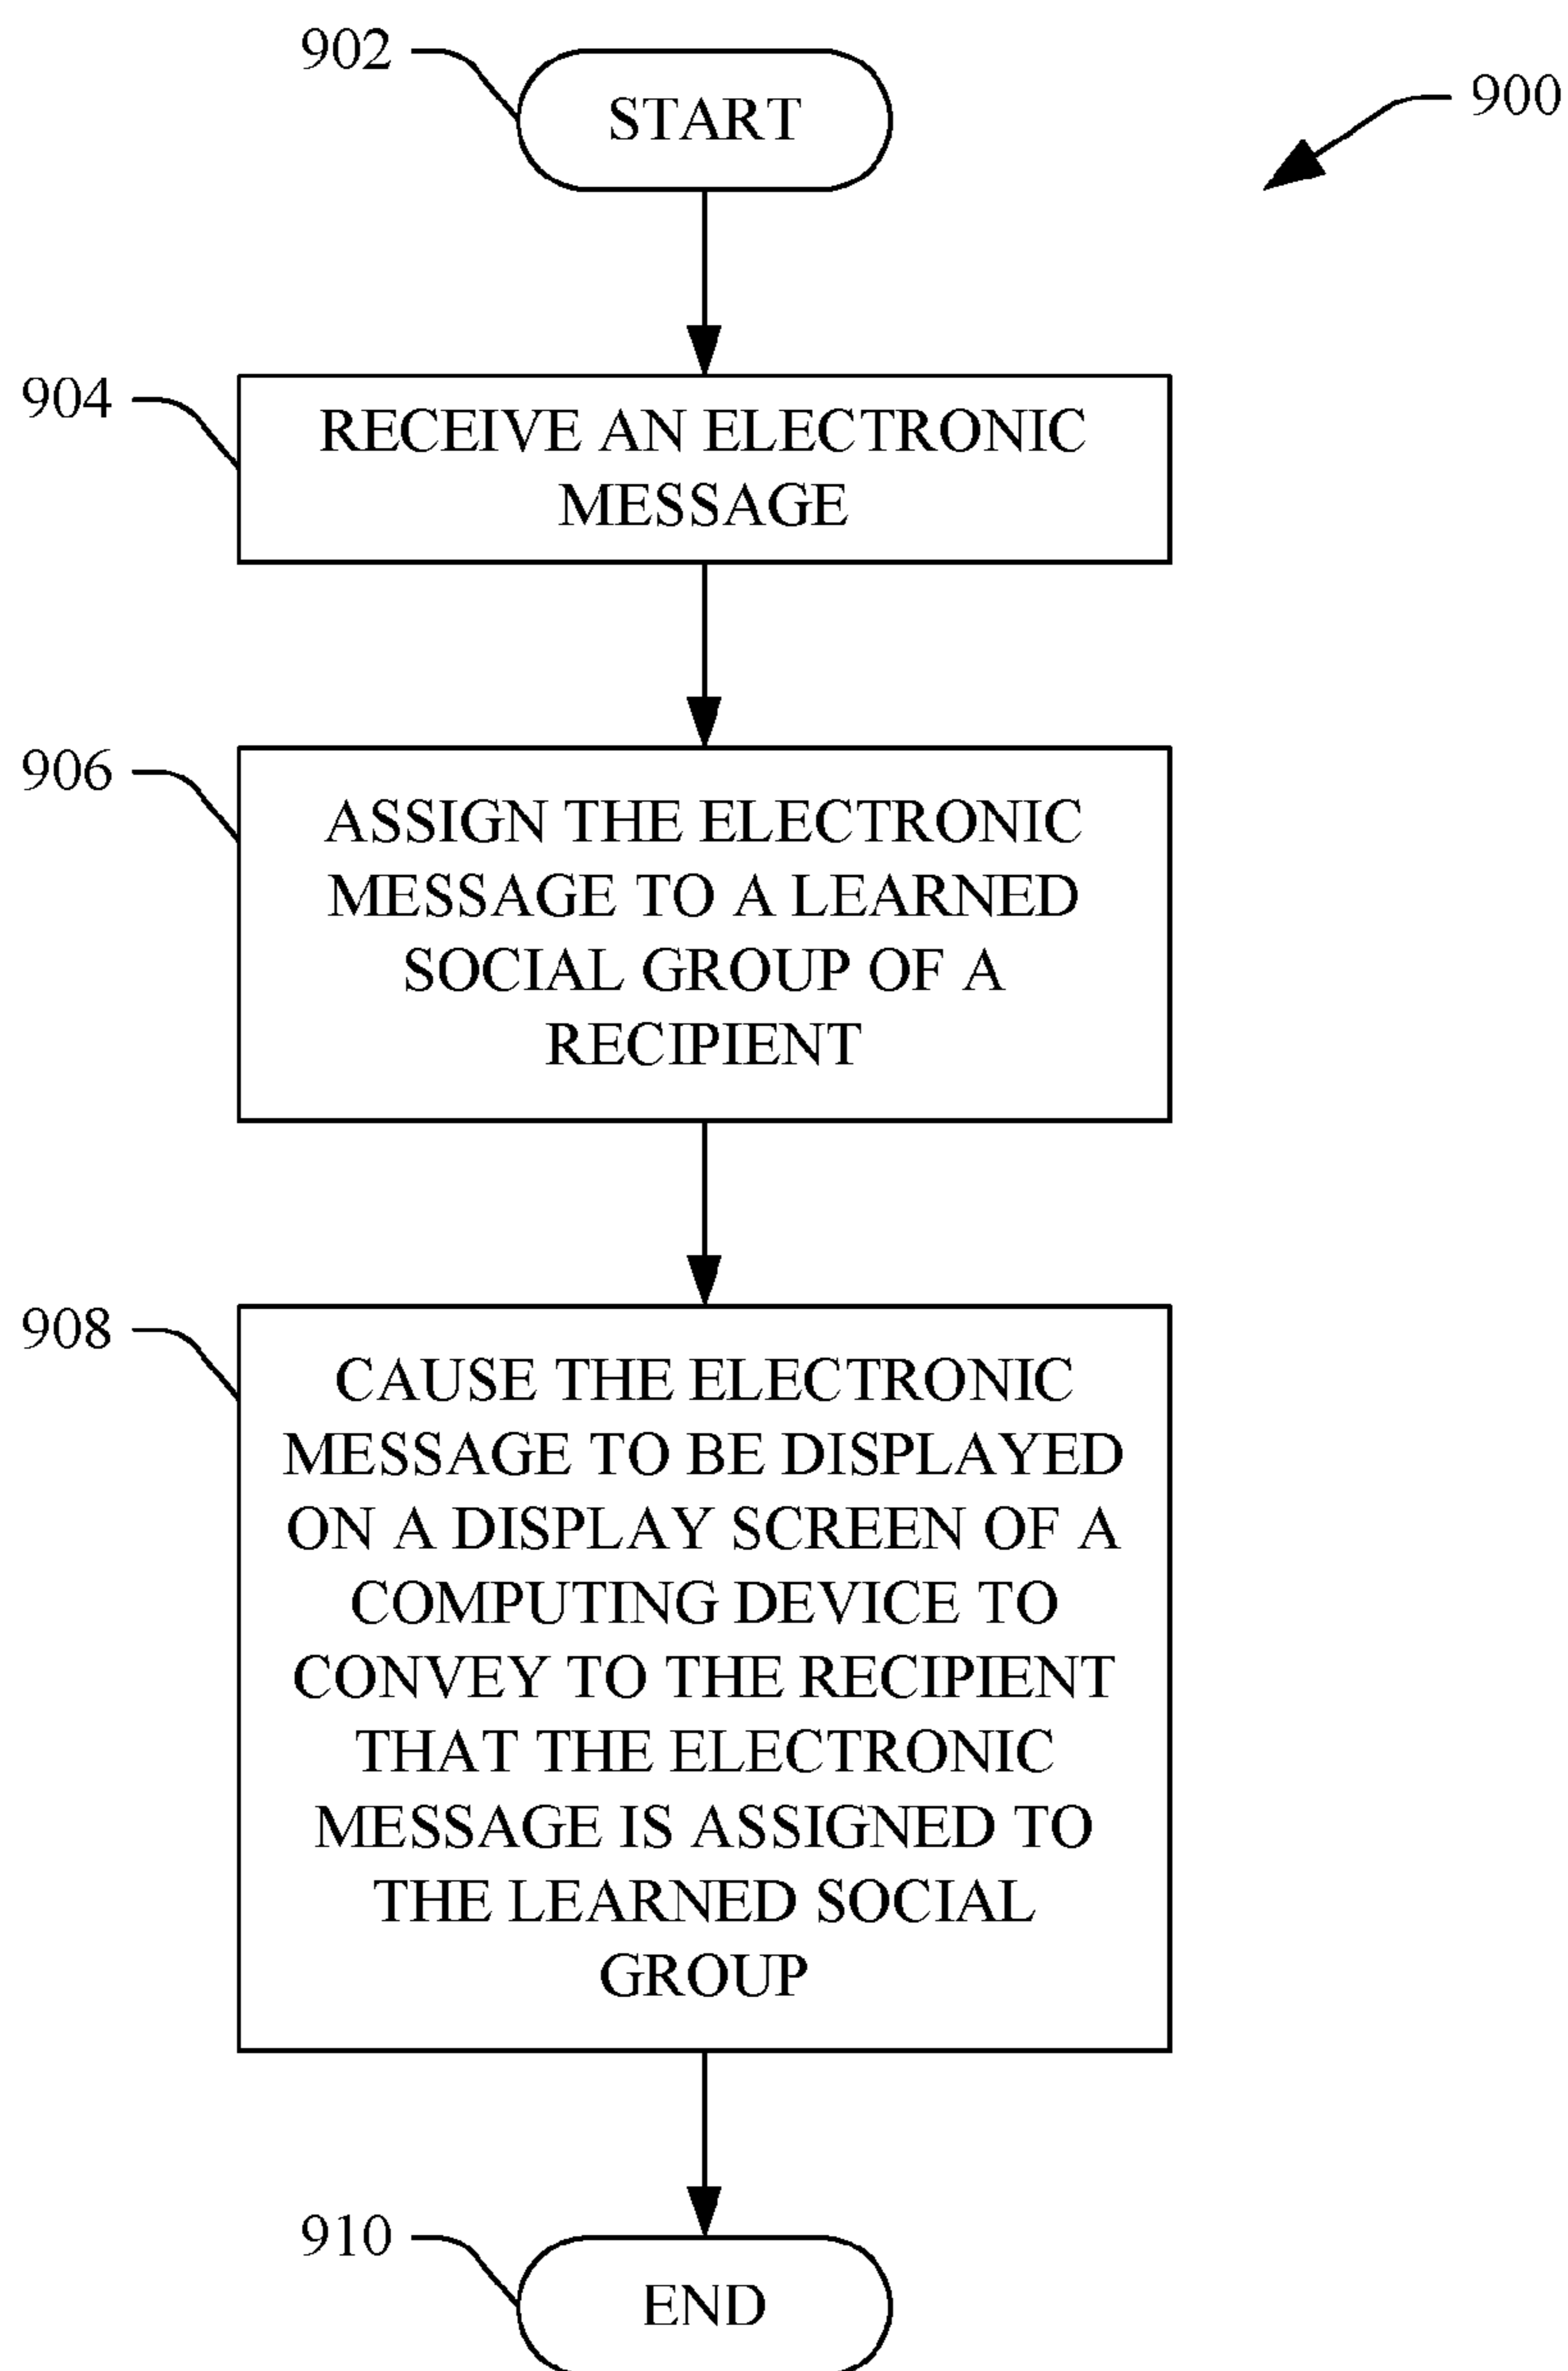 902
START
900
904
RECEIVE AN ELECTRONIC
MESSAGE
906
ASSIGN THE ELECTRONIC
MESSAGE TO A LEARNED
SOCIAL GROUP OF A
RECIPIENT
908
CAUSE THE ELECTRONIC
MESSAGE TO BE DISPLAYED
ON A DISPLAY SCREEN OF A
COMPUTING DEVICE TO
CONVEY TO THE RECIPIENT
THAT THE ELECTRONIC
MESSAGE IS ASSIGNED TO
THE LEARNED SOCIAL
GROUP
910
END